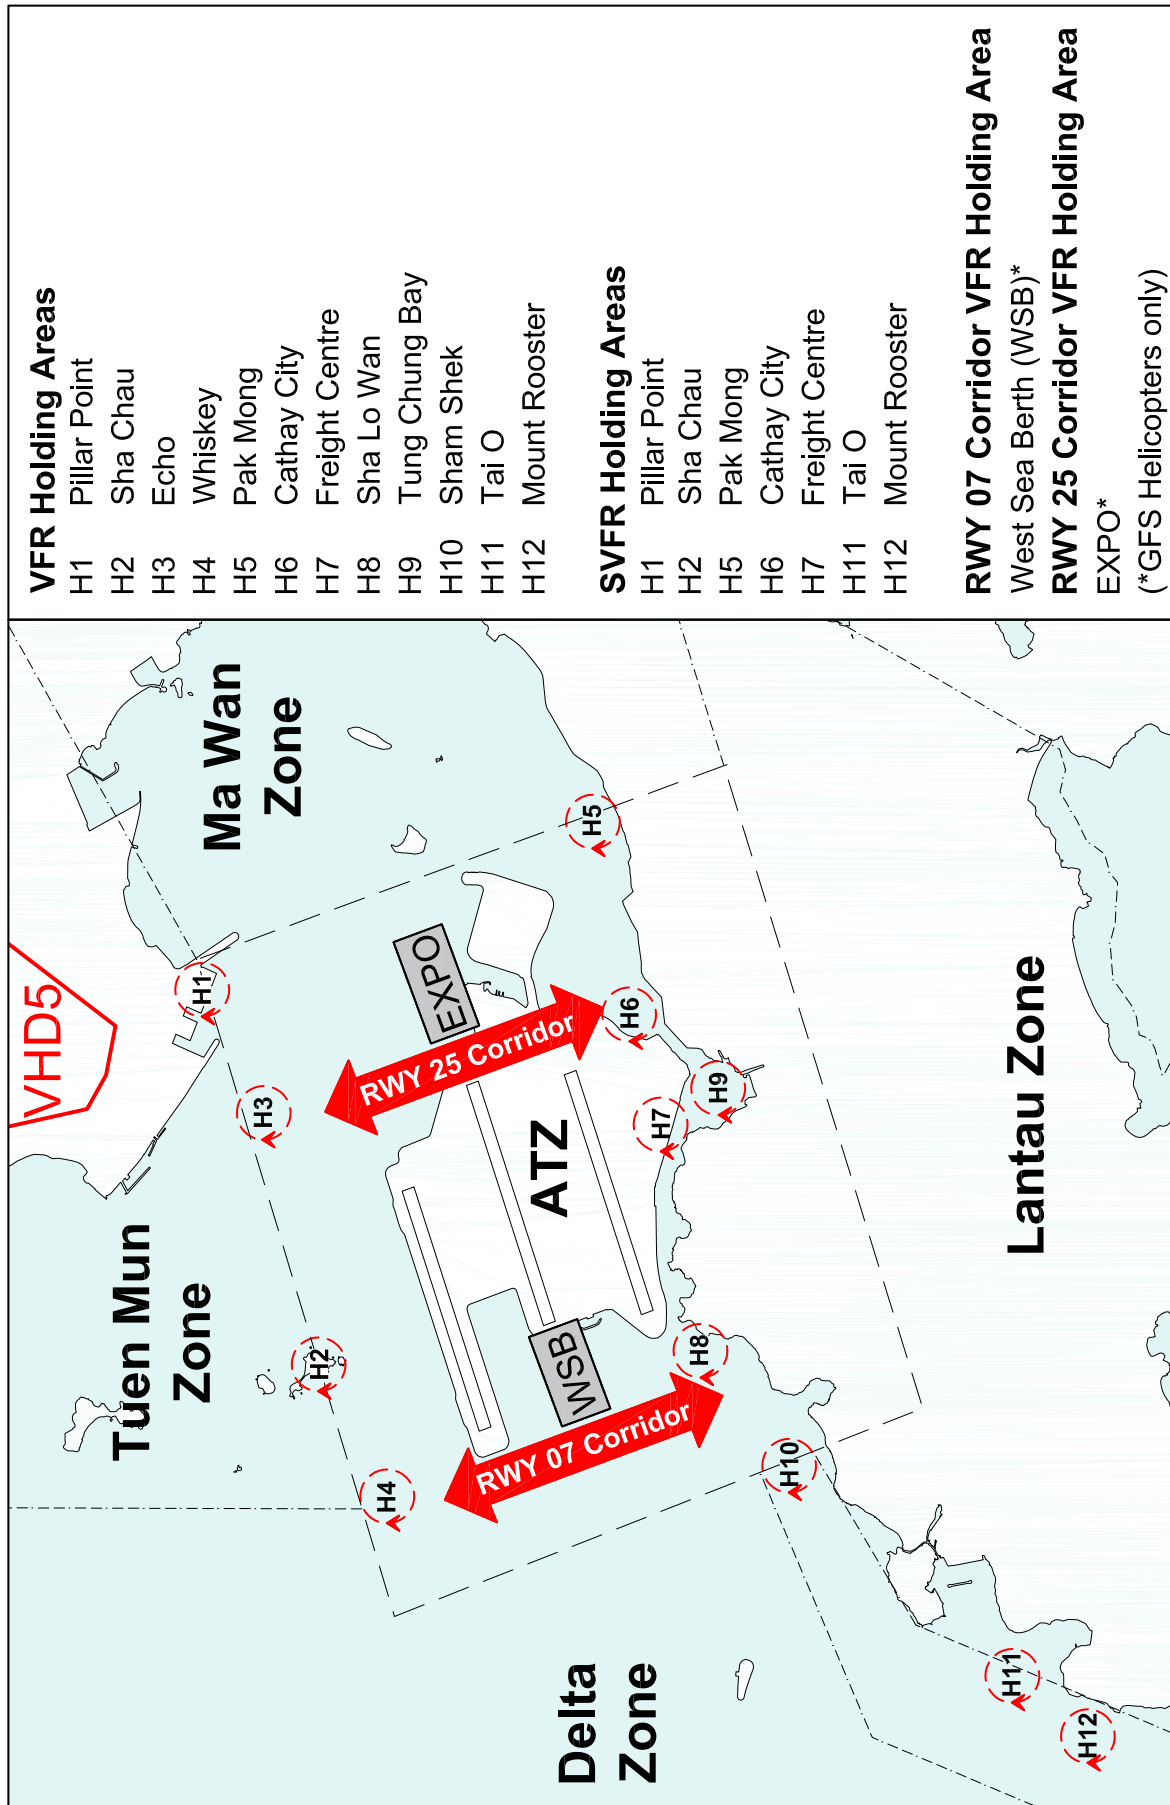 VHD5
Tuen Mun
Zone
Ma Wan
Zone
H1
H3
H2
H4
EXPO
RWY 25 Corridor
H5
H6
ATZ
H7
H9
WSB
RWY 07 Corridor
H8
H10
Delta
Zone
Lantau Zone
H11
H12
VFR Holding Areas
H1 Pillar Point
H2 Sha Chau
H3 Echo
H4 Whiskey
H5 Pak Mong
H6 Cathay City
H7 Freight Centre
H8 Sha Lo Wan
H9 Tung Chung Bay
H10 Sham Shek
H11 Tai O
H12 Mount Rooster
SVFR Holding Areas
H1 Pillar Point
H2 Sha Chau
H5 Pak Mong
H6 Cathay City
H7 Freight Centre
H11 Tai O
H12 Mount Rooster
RWY 07 Corridor VFR Holding Area
West Sea Berth (WSB)*
RWY 25 Corridor VFR Holding Area
EXPO*
(*GFS Helicopters only)